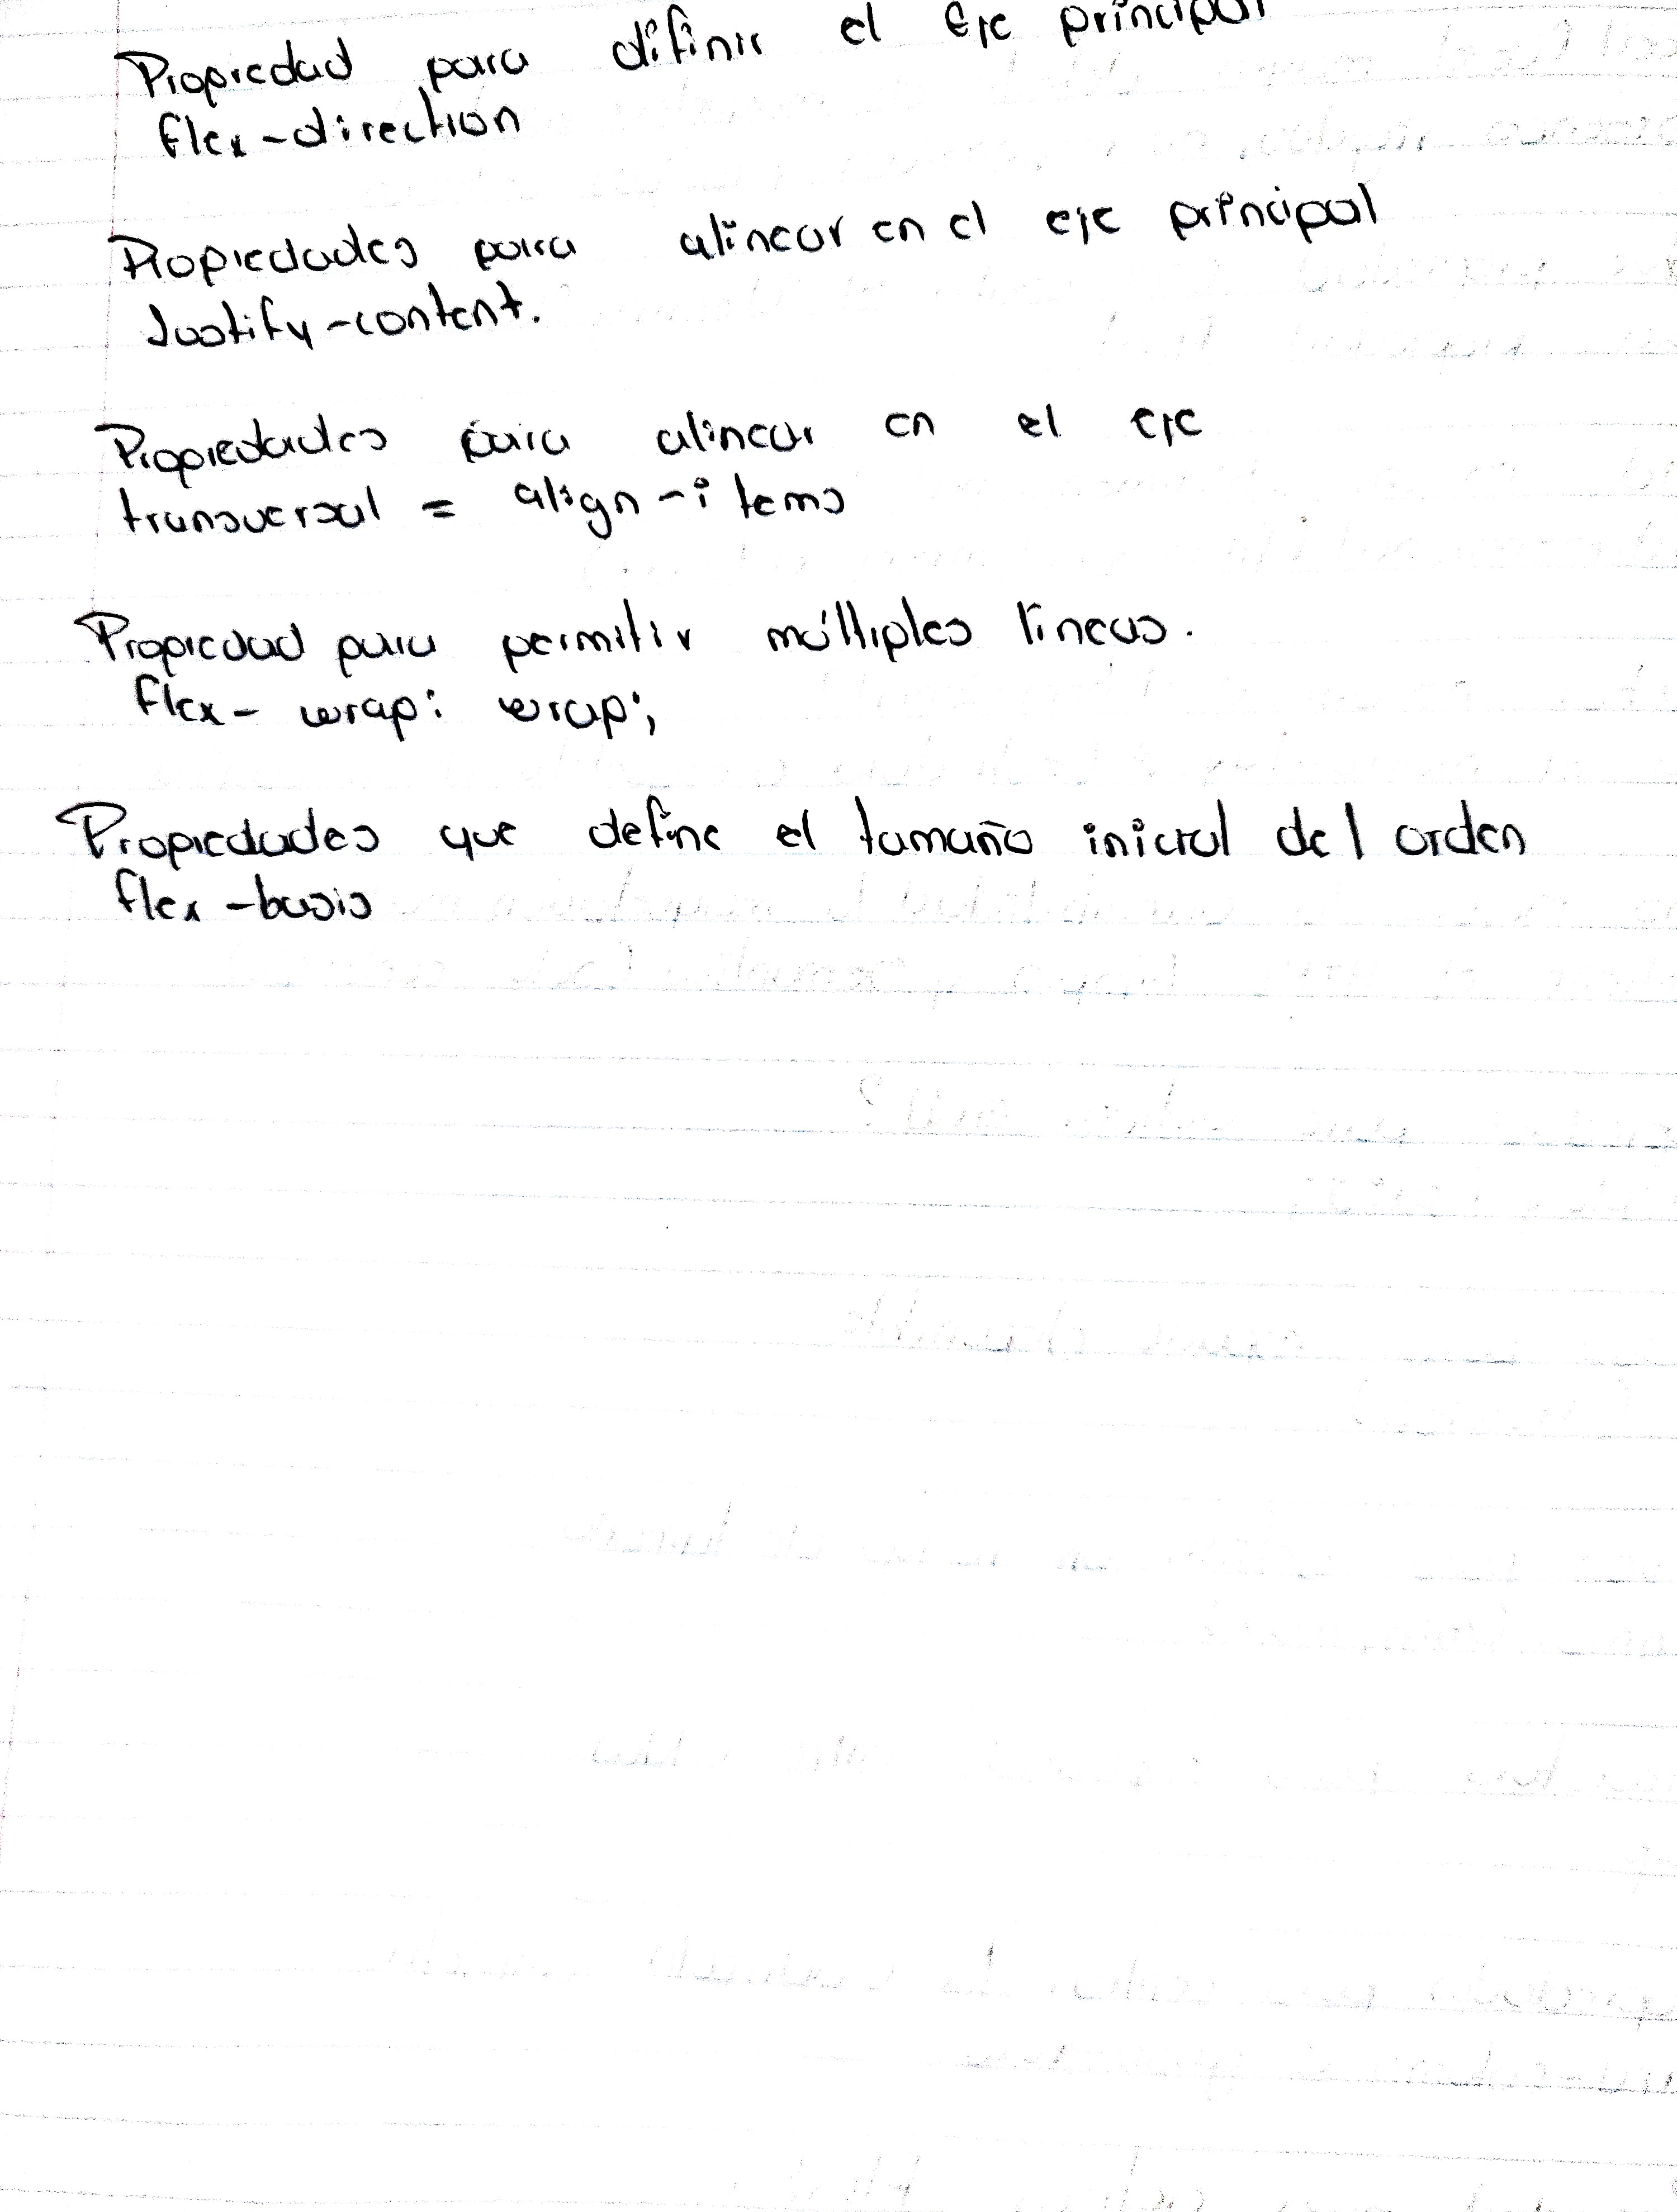 Propiedad para difinir el eje principal
flex-direction
Propiedades para alinear en el eje principal
Justify-content.
Propiedades para alinear en el eje
transversal = align-items
Propiedad para permitir múltiples líneas.
flex-wrap: wrap;
Propiedades que define el tamaño inicial del orden
flex-basis